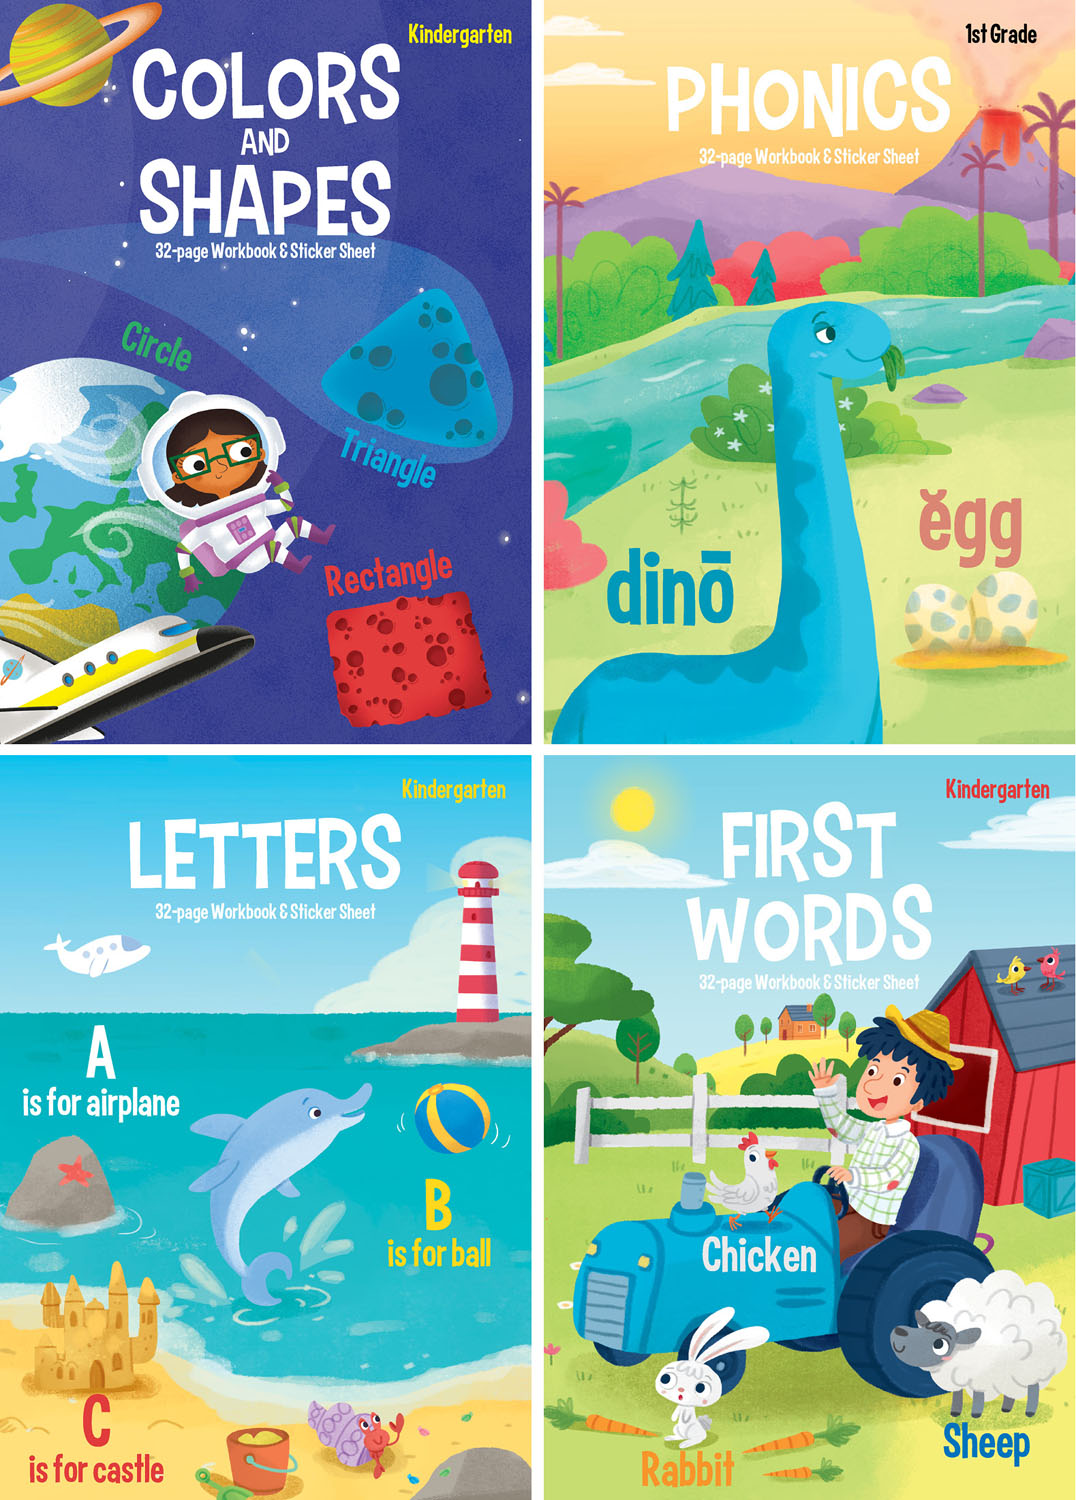 Kindergarten
COLORS
AND
SHAPES
32-page Workbook & Sticker Sheet
Circle
Triangle
Rectangle
1st Grade
PHONICS
32-page Workbook & Sticker Sheet
ĕgg
dinō
Kindergarten
LETTERS
32-page Workbook & Sticker Sheet
A
is for airplane
B
is for ball
C
is for castle
Kindergarten
FIRST
WORDS
32-page Workbook & Sticker Sheet
Chicken
Sheep
Rabbit